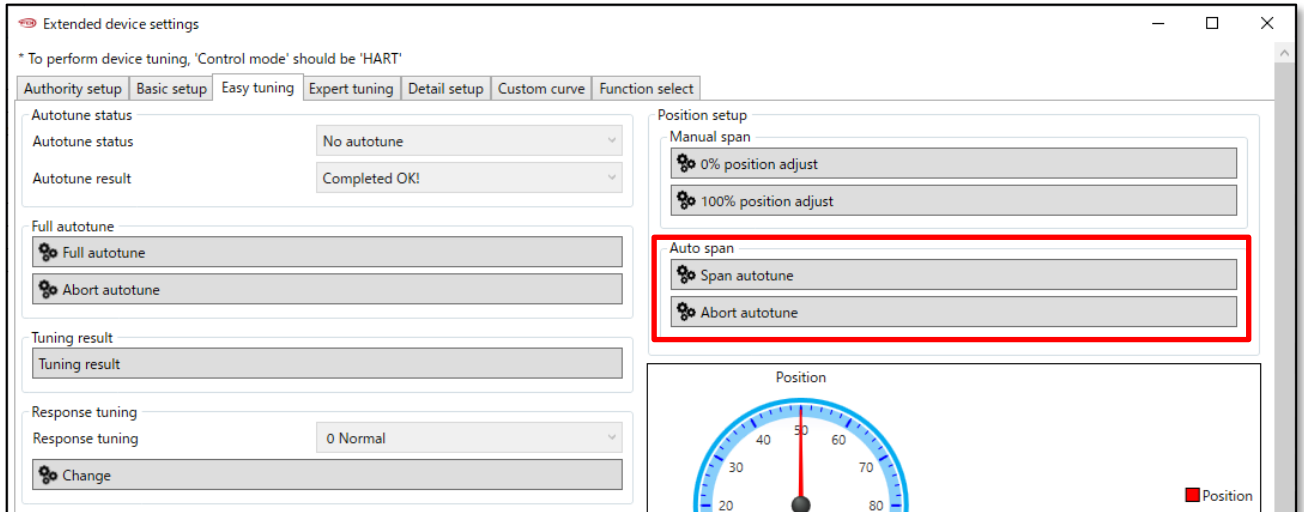 Extended device settings
* To perform device tuning, 'Control mode' should be 'HART'
Authority setup Basic setup Easy tuning Expert tuning Detail setup Custom curve Function select
Autotune status
Autotune status No autotune
Autotune result Completed OK!
Full autotune
Full autotune
Abort autotune
Tuning result
Tuning result
Response tuning
Response tuning 0 Normal
Change
Position setup
Manual span
0% position adjust
100% position adjust
Auto span
Span autotune
Abort autotune
Position
40 50 60
30 70
20 80
Position